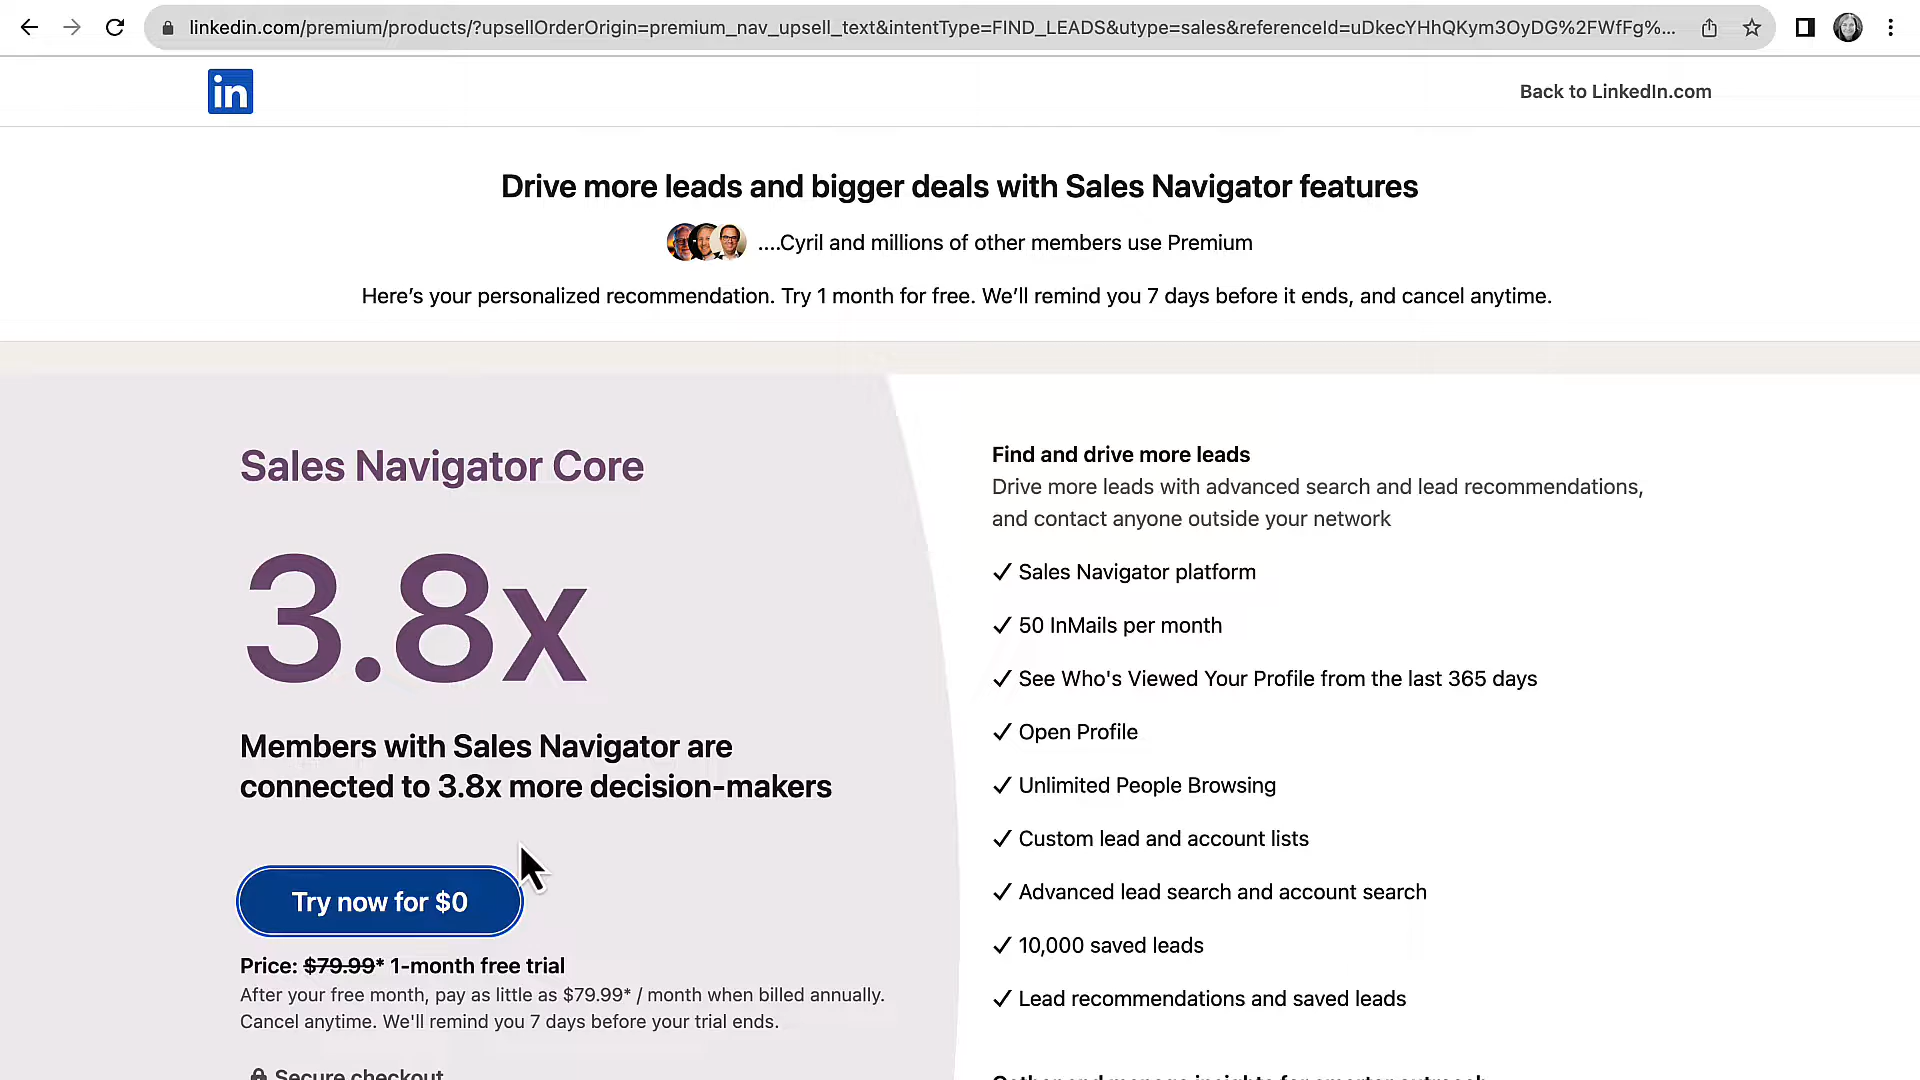 linkedin.com/premium/products/?upsellOrderOrigin=premium_nav_upsell_text&intentType=FIND_LEADS&utype=sales&referenceId=uDkecYHhQKym3OyDG%2FWfFg%...
in
Back to LinkedIn.com
Drive more leads and bigger deals with Sales Navigator features
....Cyril and millions of other members use Premium
Here’s your personalized recommendation. Try 1 month for free. We’ll remind you 7 days before it ends, and cancel anytime.
Sales Navigator Core
3.8x
Members with Sales Navigator are
connected to 3.8x more decision-makers
Try now for $0
Price: $79.99* 1-month free trial
After your free month, pay as little as $79.99* / month when billed annually.
Cancel anytime. We'll remind you 7 days before your trial ends.
Secure checkout
Find and drive more leads
Drive more leads with advanced search and lead recommendations,
and contact anyone outside your network
✓ Sales Navigator platform
✓ 50 InMails per month
✓ See Who's Viewed Your Profile from the last 365 days
✓ Open Profile
✓ Unlimited People Browsing
✓ Custom lead and account lists
✓ Advanced lead search and account search
✓ 10,000 saved leads
✓ Lead recommendations and saved leads
Gather and manage insights for smarter outreach